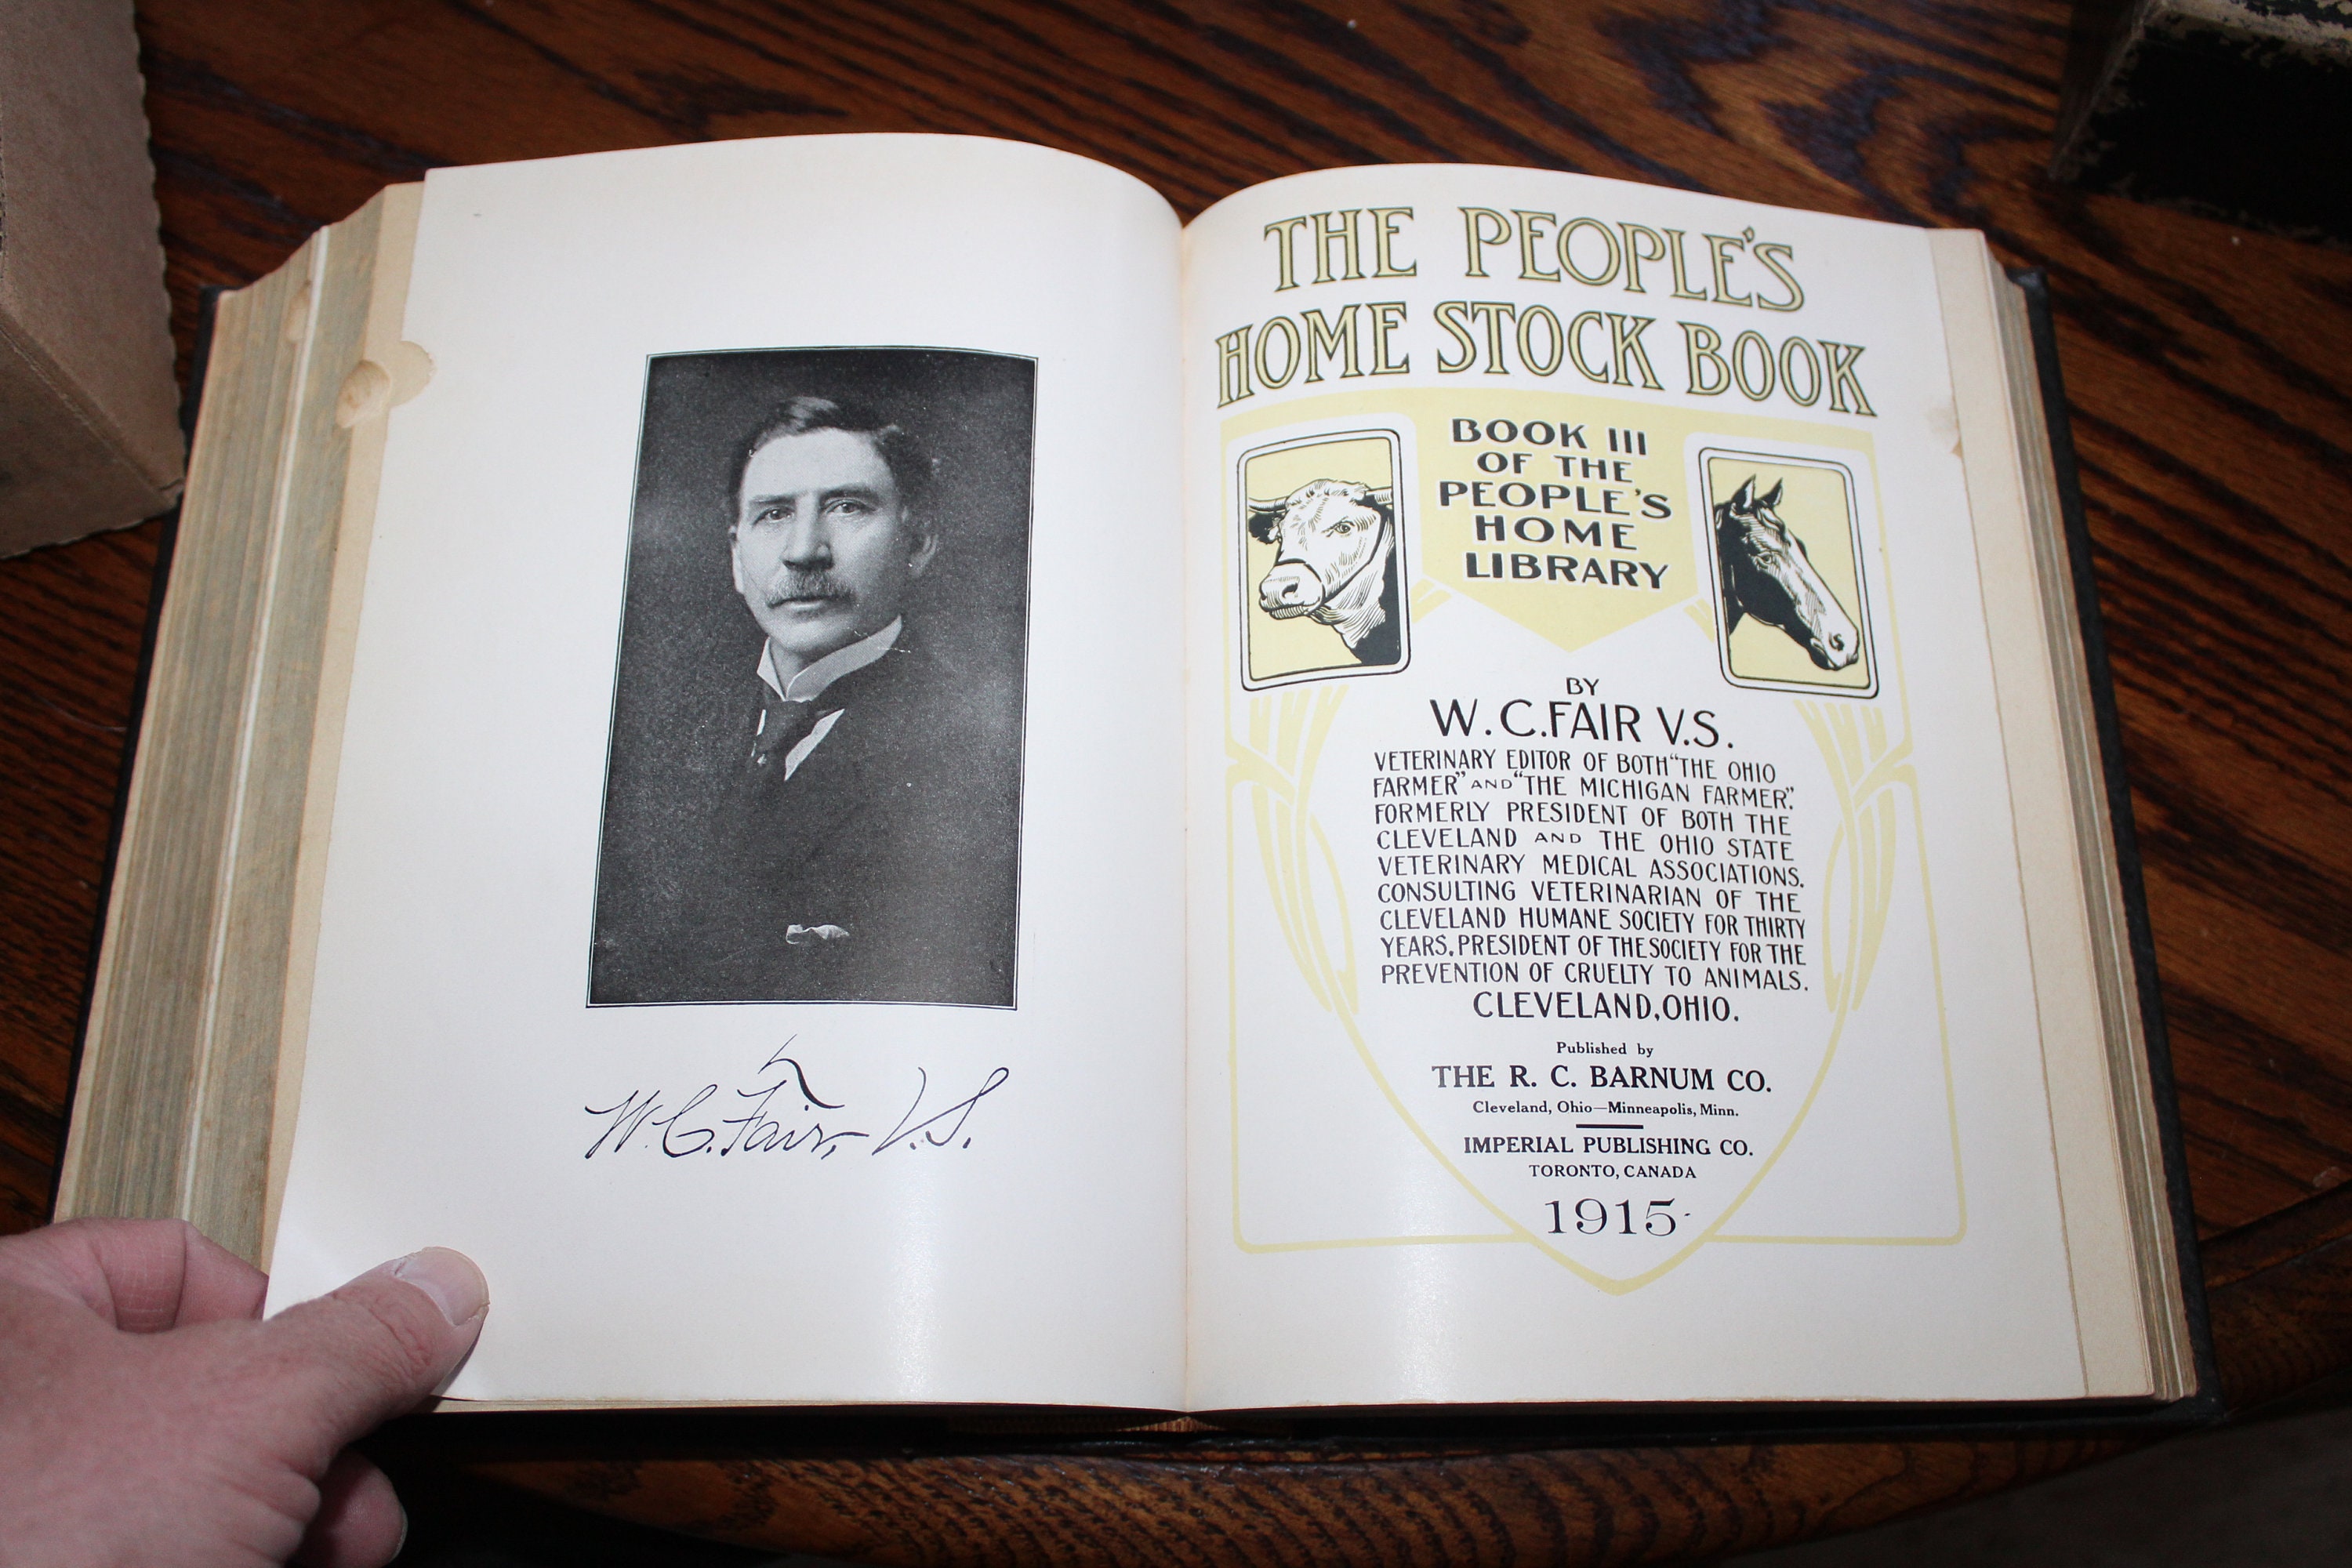 W. C. Fair, V. S.
THE PEOPLE'S
HOME STOCK BOOK
BOOK III
OF THE
PEOPLE'S
HOME
LIBRARY
BY
W. C. FAIR V.S.
VETERINARY EDITOR OF BOTH "THE OHIO
FARMER" AND "THE MICHIGAN FARMER".
FORMERLY PRESIDENT OF BOTH THE
CLEVELAND AND THE OHIO STATE
VETERINARY MEDICAL ASSOCIATIONS.
CONSULTING VETERINARIAN OF THE
CLEVELAND HUMANE SOCIETY FOR THIRTY
YEARS. PRESIDENT OF THE SOCIETY FOR THE
PREVENTION OF CRUELTY TO ANIMALS.
CLEVELAND, OHIO.
Published by
THE R. C. BARNUM CO.
Cleveland, Ohio—Minneapolis, Minn.
IMPERIAL PUBLISHING CO.
TORONTO, CANADA
1915